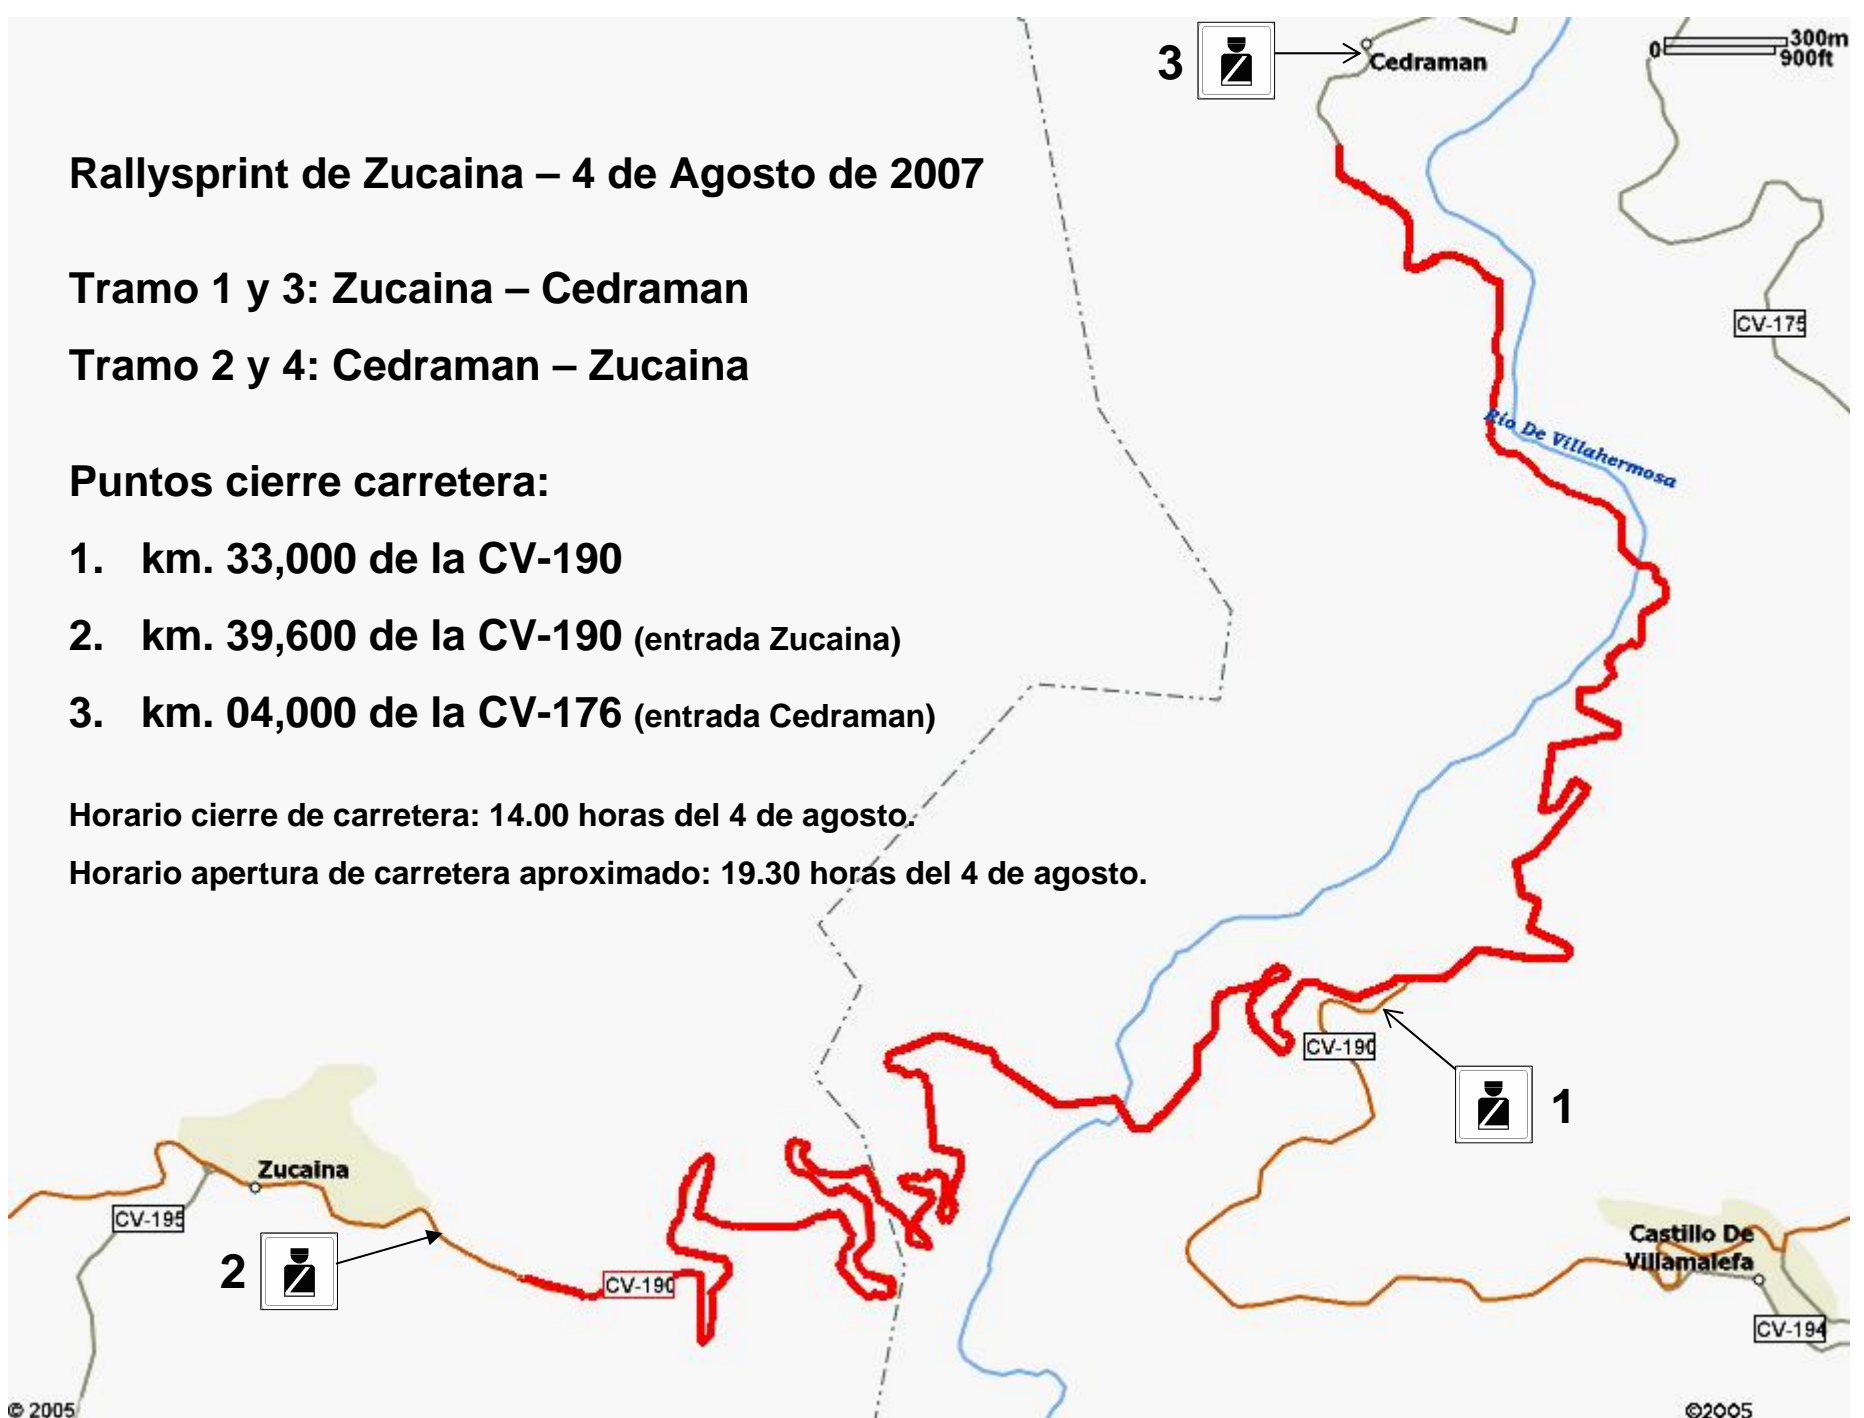 3
Cedraman
0
300m
900ft
Rallysprint de Zucaina – 4 de Agosto de 2007
Tramo 1 y 3: Zucaina – Cedraman
Tramo 2 y 4: Cedraman – Zucaina
CV-175
Río De Villahermosa
Puntos cierre carretera:
1. km. 33,000 de la CV-190
2. km. 39,600 de la CV-190 (entrada Zucaina)
3. km. 04,000 de la CV-176 (entrada Cedraman)
Horario cierre de carretera: 14.00 horas del 4 de agosto.
Horario apertura de carretera aproximado: 19.30 horas del 4 de agosto.
CV-190
1
Zucaina
CV-195
2
CV-190
Castillo De
Villamalefa
CV-194
© 2005
©2005